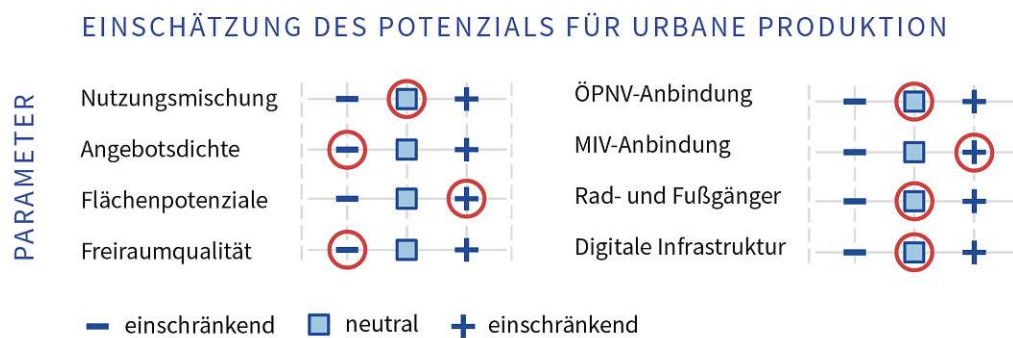 EINSCHÄTZUNG DES POTENZIALS FÜR URBANE PRODUKTION
PARAMETER
Nutzungsmischung
Angebotsdichte
Flächenpotenziale
Freiraumqualität
ÖPNV-Anbindung
MIV-Anbindung
Rad- und Fußgänger
Digitale Infrastruktur
einschränkend neutral einschränkend